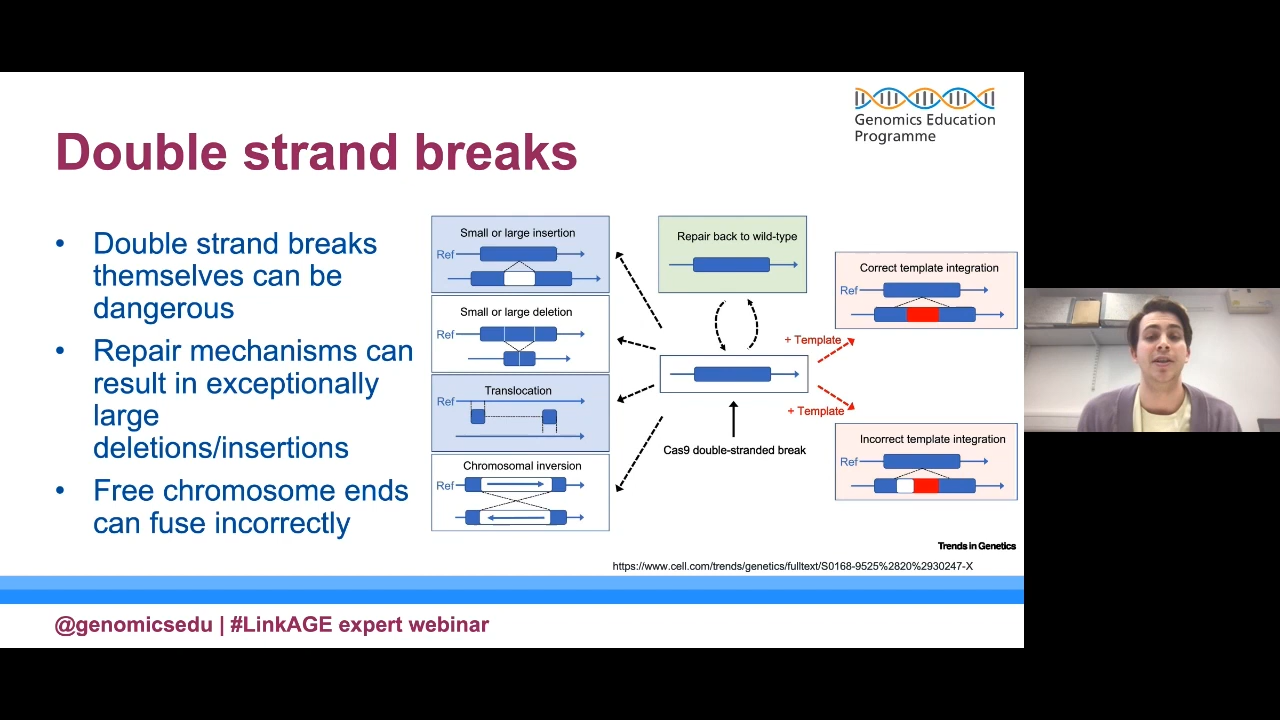 Genomics Education
Programme
Double strand breaks
• Double strand breaks
themselves can be
dangerous
• Repair mechanisms can
result in exceptionally
large
deletions/insertions
• Free chromosome ends
can fuse incorrectly
Small or large insertion
Ref
Small or large deletion
Ref
Translocation
Ref
Chromosomal inversion
Ref
Repair back to wild-type
Cas9 double-stranded break
+ Template
+ Template
Correct template integration
Ref
Incorrect template integration
Ref
Trends in Genetics
https://www.cell.com/trends/genetics/fulltext/S0168-9525%2820%2930247-X
@genomicsedu | #LinkAGE expert webinar